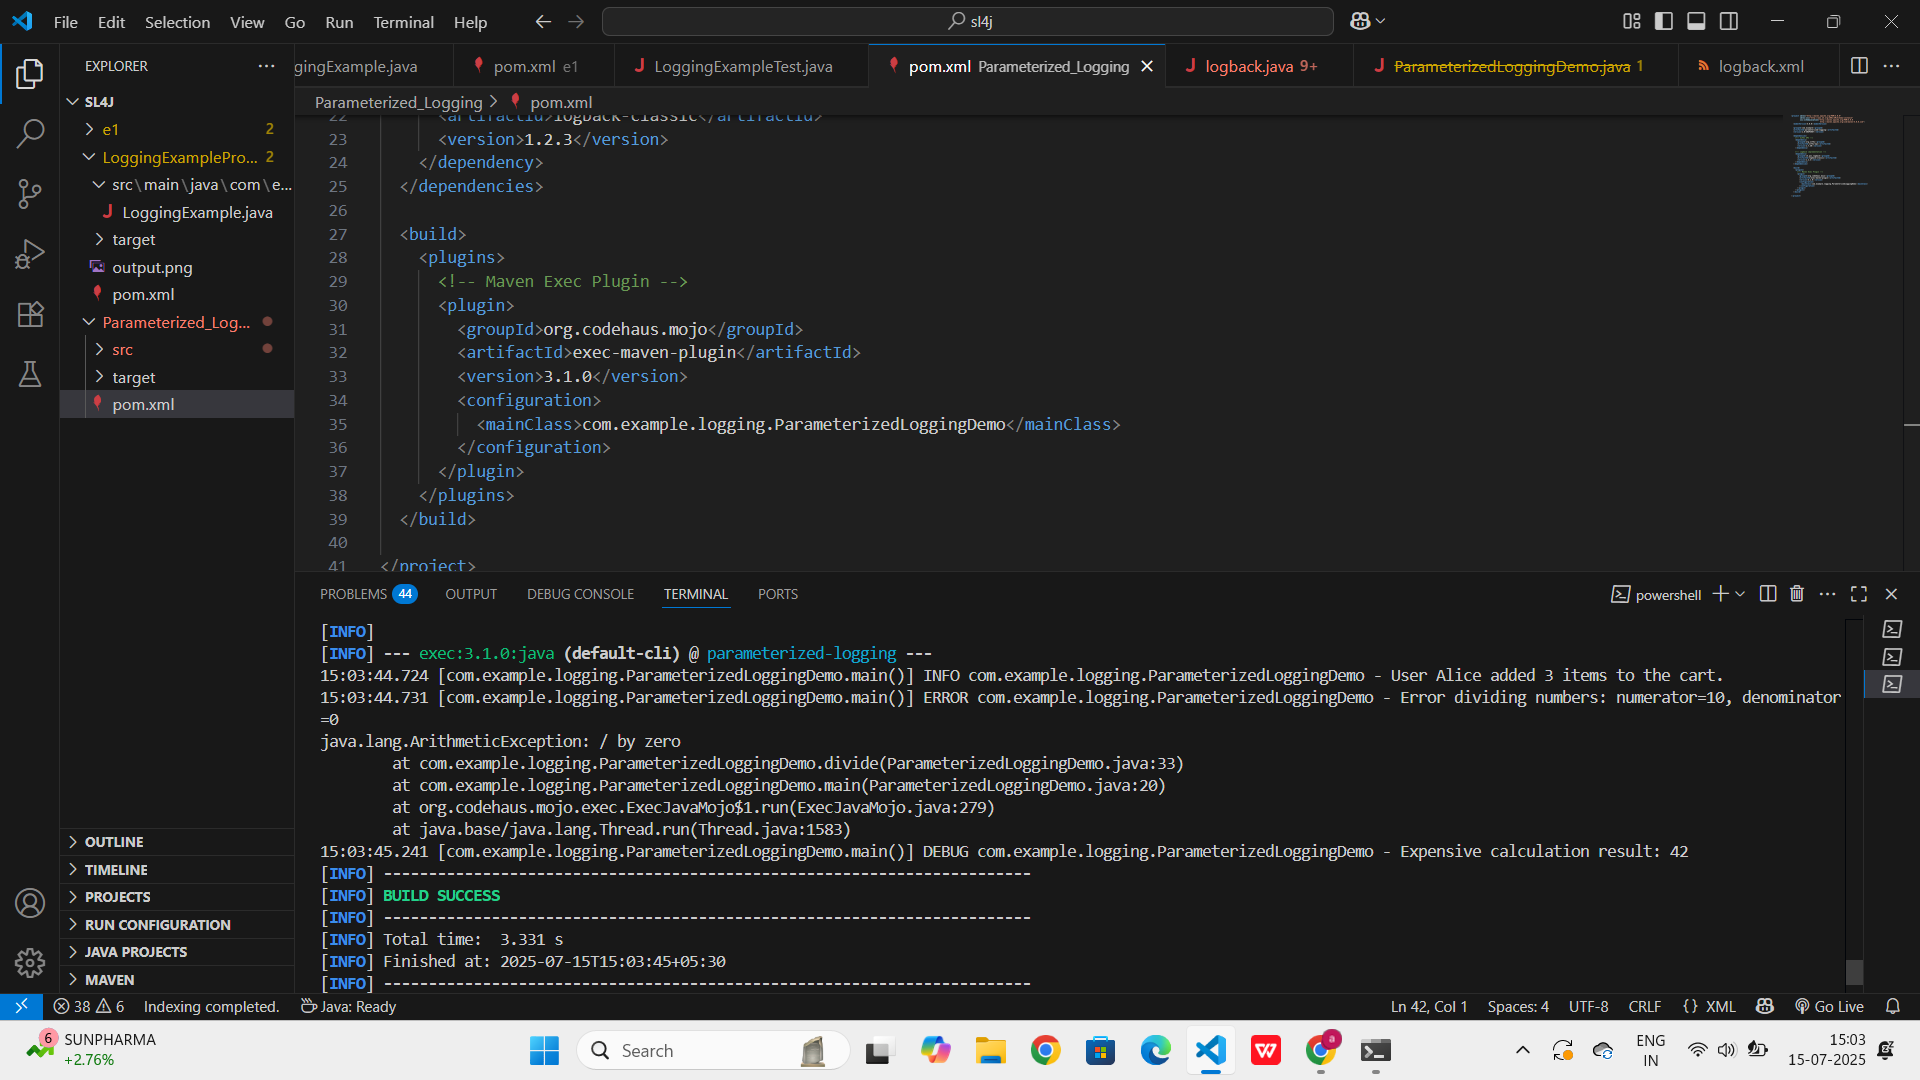 File Edit Selection View Go Run Terminal Help
sl4j
EXPLORER
gingExample.java
pom.xml e1
LoggingExampleTest.java
pom.xml Parameterized_Logging
logback.java 9+
ParameterizedLoggingDemo.java 1
logback.xml
Parameterized_Logging > pom.xml
SL4J
e1 2
LoggingExamplePro... 2
src\main\java\com\e...
LoggingExample.java
target
output.png
pom.xml
Parameterized_Log...
src
target
pom.xml
OUTLINE
TIMELINE
PROJECTS
RUN CONFIGURATION
JAVA PROJECTS
MAVEN
22 <artifactId>logback-classic</artifactId>
23 <version>1.2.3</version>
24 </dependency>
25 </dependencies>
26
27 <build>
28 <plugins>
29 <!-- Maven Exec Plugin -->
30 <plugin>
31 <groupId>org.codehaus.mojo</groupId>
32 <artifactId>exec-maven-plugin</artifactId>
33 <version>3.1.0</version>
34 <configuration>
35 <mainClass>com.example.logging.ParameterizedLoggingDemo</mainClass>
36 </configuration>
37 </plugin>
38 </plugins>
39 </build>
40
41 </project>
PROBLEMS 44 OUTPUT DEBUG CONSOLE TERMINAL PORTS
powershell
[INFO]
[INFO] --- exec:3.1.0:java (default-cli) @ parameterized-logging ---
15:03:44.724 [com.example.logging.ParameterizedLoggingDemo.main()] INFO com.example.logging.ParameterizedLoggingDemo - User Alice added 3 items to the cart.
15:03:44.731 [com.example.logging.ParameterizedLoggingDemo.main()] ERROR com.example.logging.ParameterizedLoggingDemo - Error dividing numbers: numerator=10, denominator
=0
java.lang.ArithmeticException: / by zero
at com.example.logging.ParameterizedLoggingDemo.divide(ParameterizedLoggingDemo.java:33)
at com.example.logging.ParameterizedLoggingDemo.main(ParameterizedLoggingDemo.java:20)
at org.codehaus.mojo.exec.ExecJavaMojo$1.run(ExecJavaMojo.java:279)
at java.base/java.lang.Thread.run(Thread.java:1583)
15:03:45.241 [com.example.logging.ParameterizedLoggingDemo.main()] DEBUG com.example.logging.ParameterizedLoggingDemo - Expensive calculation result: 42
[INFO] ------------------------------------------------------------------------
[INFO] BUILD SUCCESS
[INFO] ------------------------------------------------------------------------
[INFO] Total time:  3.331 s
[INFO] Finished at: 2025-07-15T15:03:45+05:30
[INFO] ------------------------------------------------------------------------
38 6 Indexing completed. Java: Ready
Ln 42, Col 1 Spaces: 4 UTF-8 CRLF {} XML Go Live
6 SUNPHARMA
+2.76%
Search
a
ENG
IN
15:03
15-07-2025